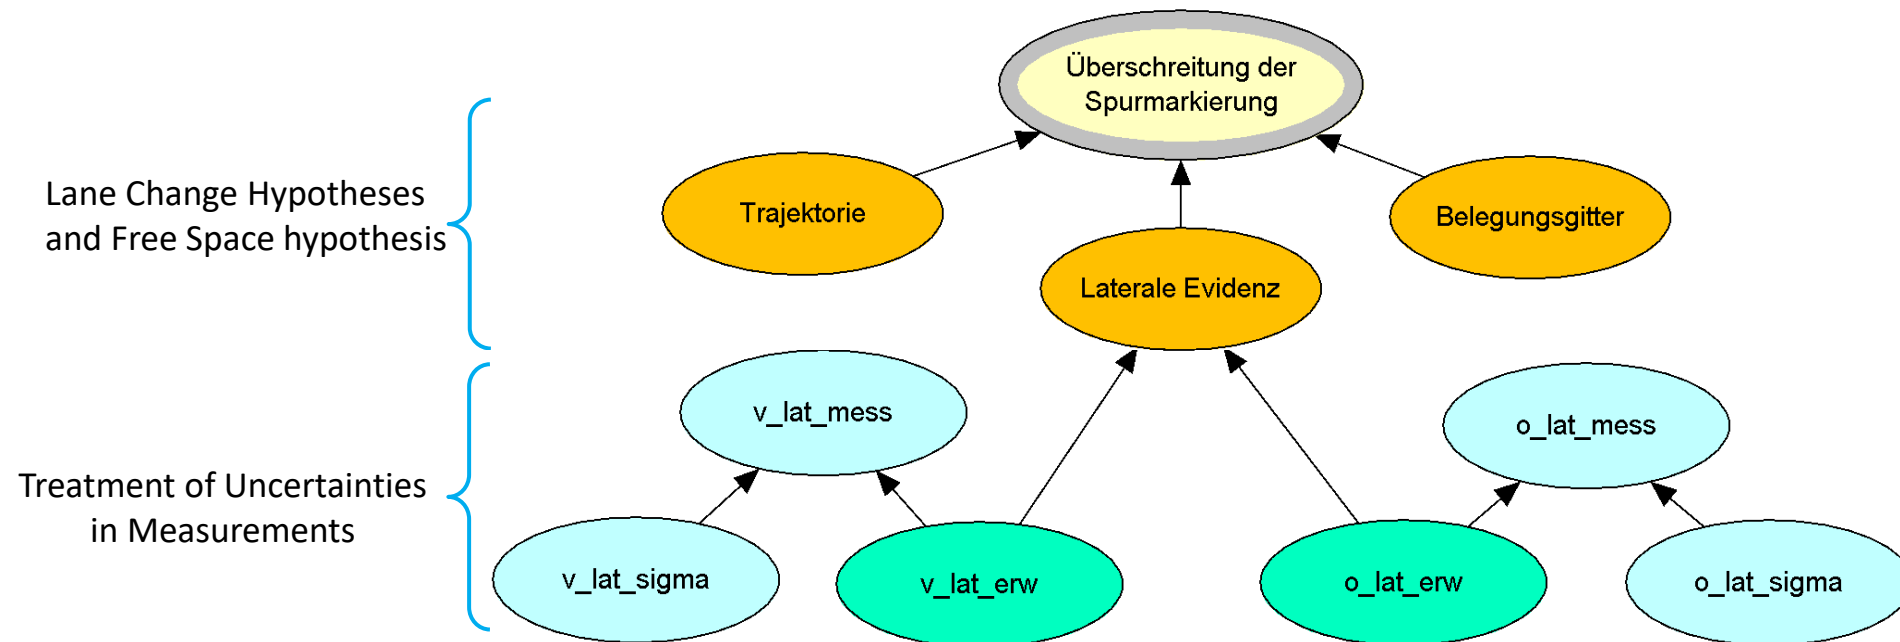 Überschreitung der
Spurmarkierung
Lane Change Hypotheses
and Free Space hypothesis
Trajektorie
Belegungsgitter
Laterale Evidenz
v_lat_mess
o_lat_mess
Treatment of Uncertainties
in Measurements
v_lat_sigma
v_lat_erw
o_lat_erw
o_lat_sigma